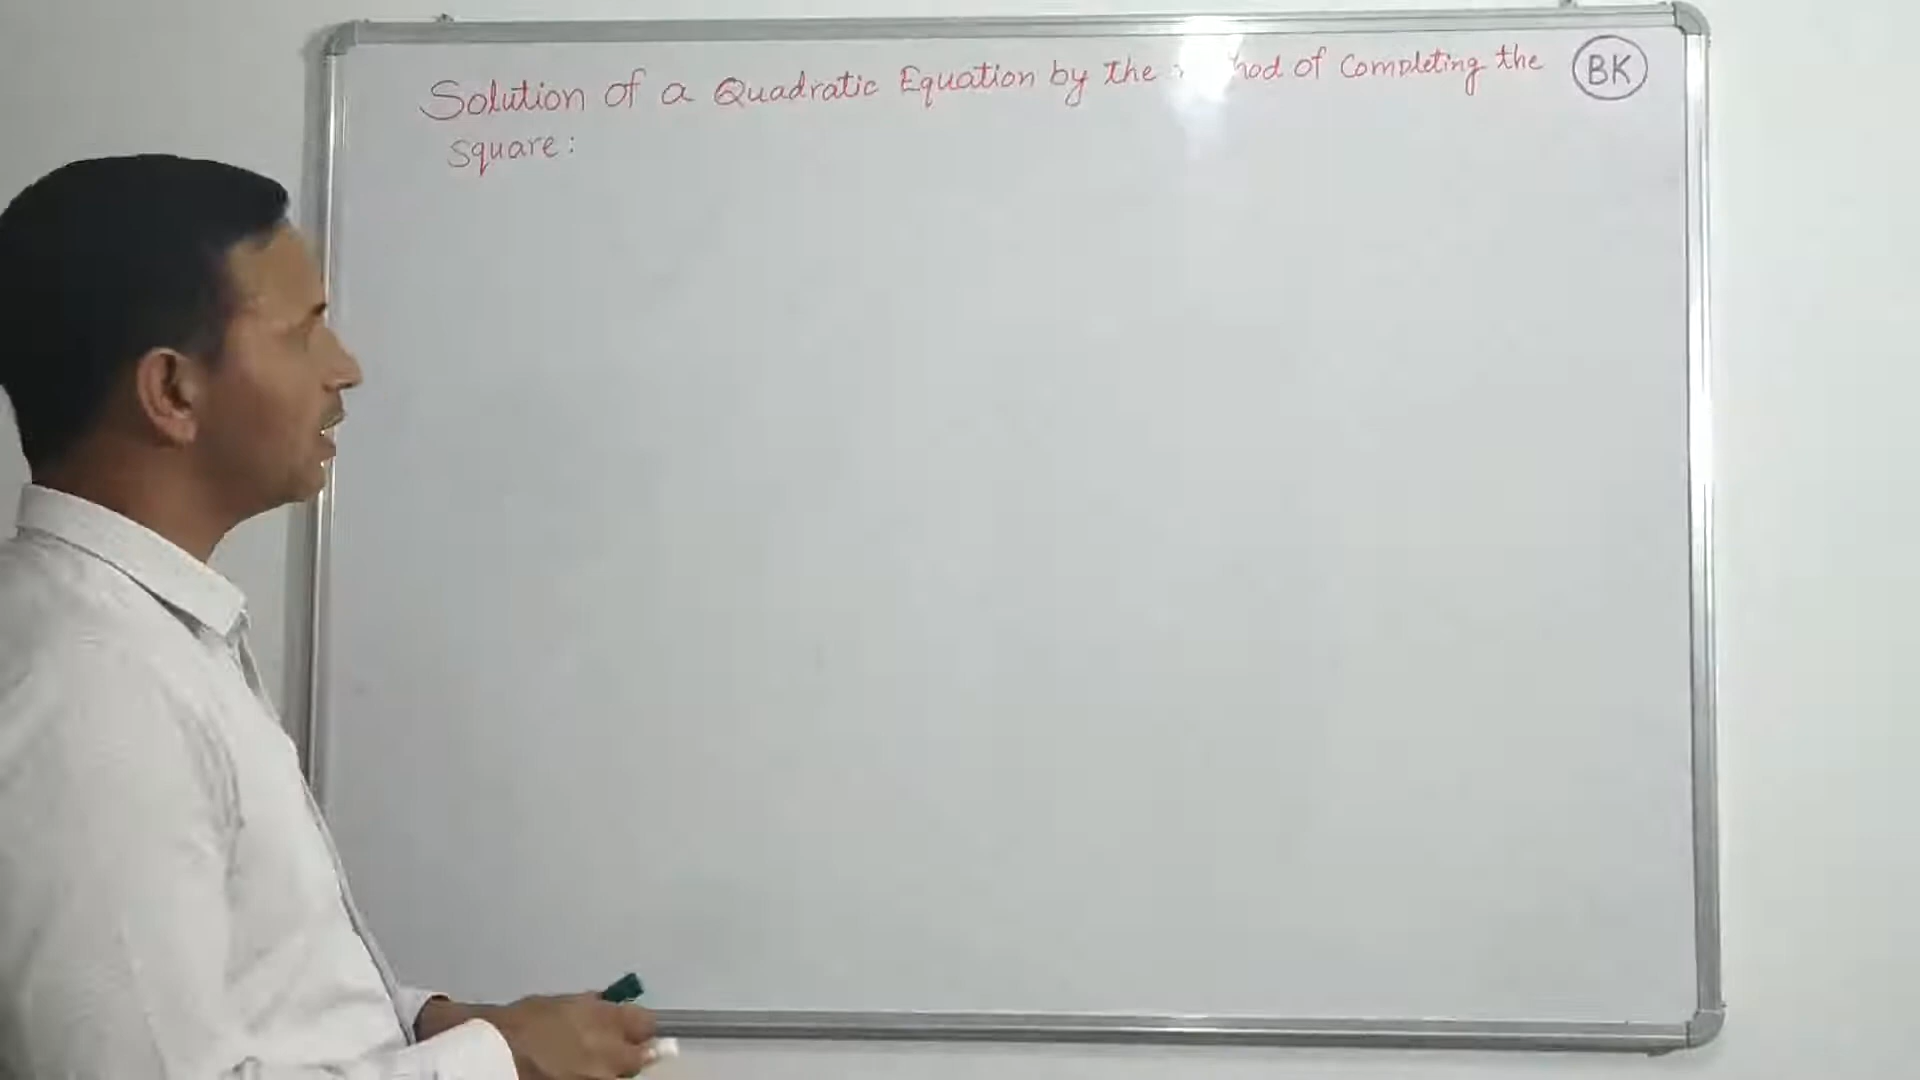 Solution of a Quadratic Equation by the hod of Completing the
Square:
BK